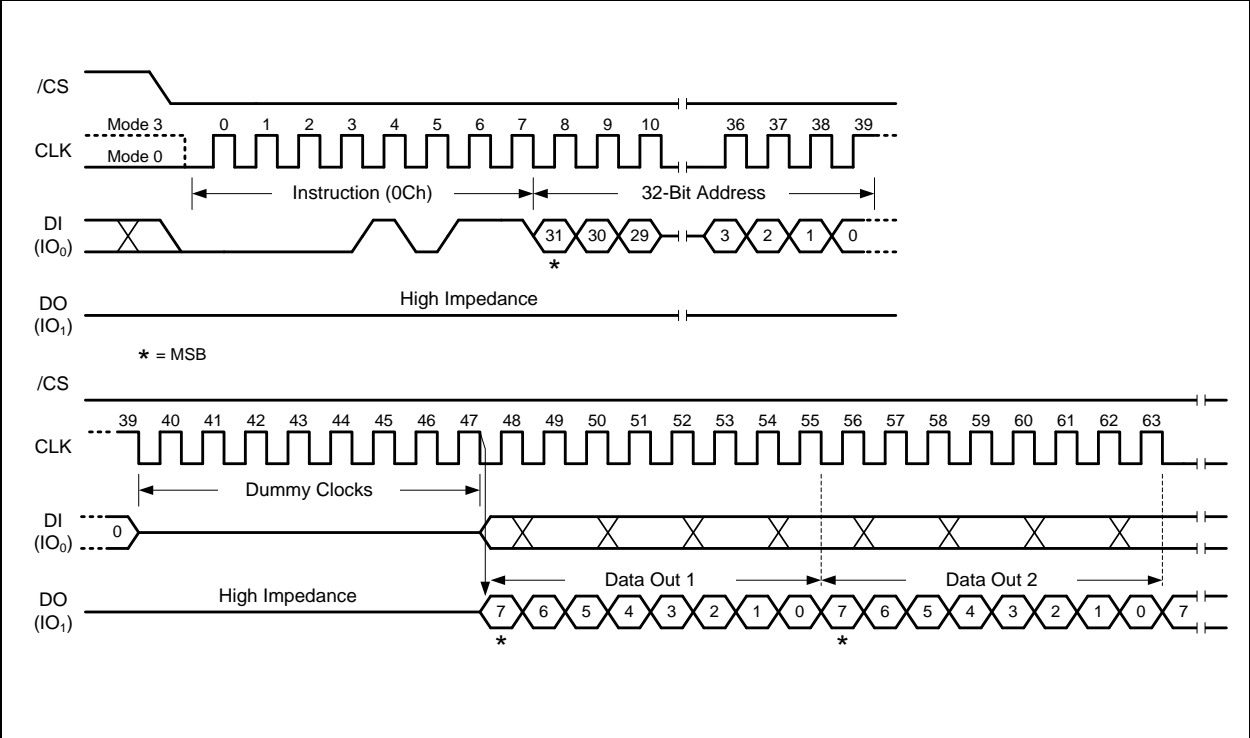 /CS
Mode 3 0 1 2 3 4 5 6 7 8 9 10 36 37 38 39
CLK
Mode 0
Instruction (0Ch) 32-Bit Address
DI
(IO₀)
31 30 29 3 2 1 0
*
High Impedance
DO
(IO₁)
* = MSB
/CS
39 40 41 42 43 44 45 46 47 48 49 50 51 52 53 54 55 56 57 58 59 60 61 62 63
CLK
Dummy Clocks
DI
(IO₀)
0
Data Out 1 Data Out 2
High Impedance
DO
(IO₁)
7 6 5 4 3 2 1 0 7 6 5 4 3 2 1 0 7
* *